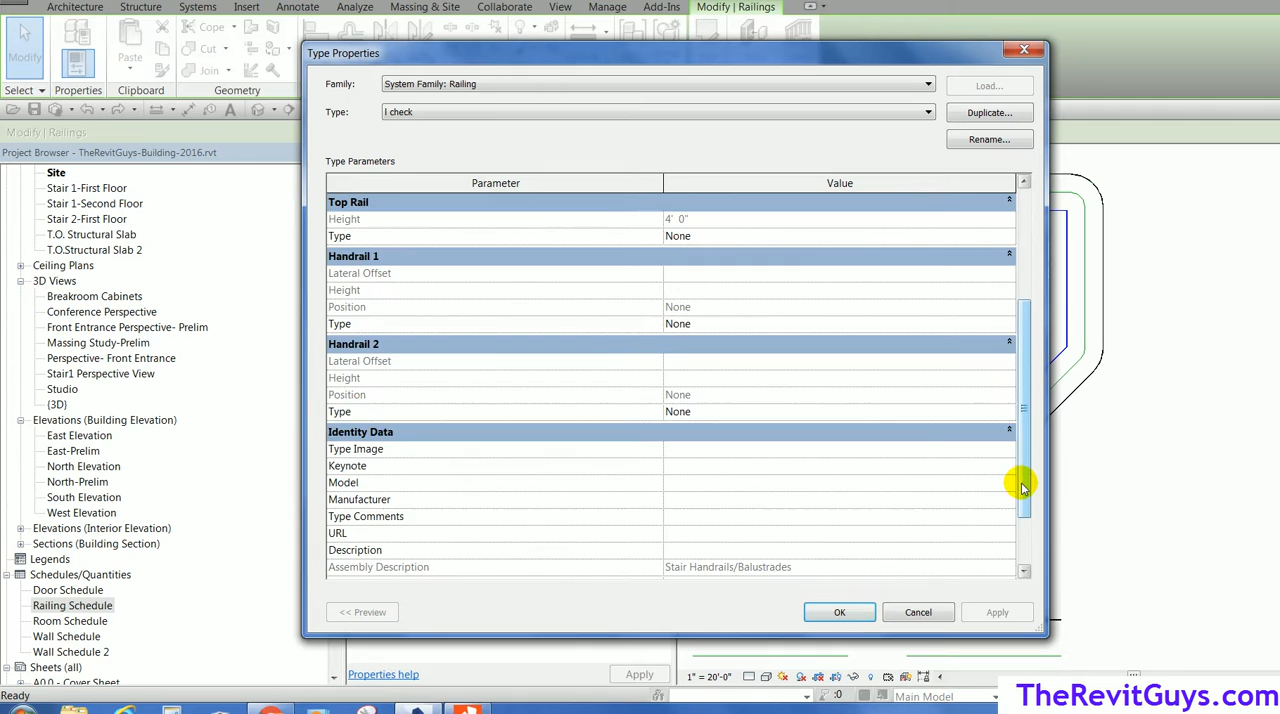 Architecture Structure Systems Insert Annotate Analyze Massing & Site Collaborate View Manage Add-Ins Modify | Railings
Modify
Paste
Cope
Cut
Join
Select Properties Clipboard Geometry
Modify | Railings
Project Browser - TheRevitGuys-Building-2016.rvt
Site
Stair 1-First Floor
Stair 1-Second Floor
Stair 2-First Floor
T.O. Structural Slab
T.O.Structural Slab 2
Ceiling Plans
3D Views
Breakroom Cabinets
Conference Perspective
Front Entrance Perspective- Prelim
Massing Study-Prelim
Perspective- Front Entrance
Stair1 Perspective View
Studio
{3D}
Elevations (Building Elevation)
East Elevation
East-Prelim
North Elevation
North-Prelim
South Elevation
West Elevation
Elevations (Interior Elevation)
Sections (Building Section)
Legends
Schedules/Quantities
Door Schedule
Railing Schedule
Room Schedule
Wall Schedule
Wall Schedule 2
Sheets (all)
A0.0 - Cover Sheet
Ready
Type Properties
Family: System Family: Railing Load...
Type: I check Duplicate...
Rename...
Type Parameters
Parameter Value
Top Rail
Height 4' 0"
Type None
Handrail 1
Lateral Offset
Height
Position None
Type None
Handrail 2
Lateral Offset
Height
Position None
Type None
Identity Data
Type Image
Keynote
Model
Manufacturer
Type Comments
URL
Description
Assembly Description Stair Handrails/Balustrades
<< Preview OK Cancel Apply
Properties help Apply
1" = 20'-0"
:0 Main Model
TheRevitGuys.com